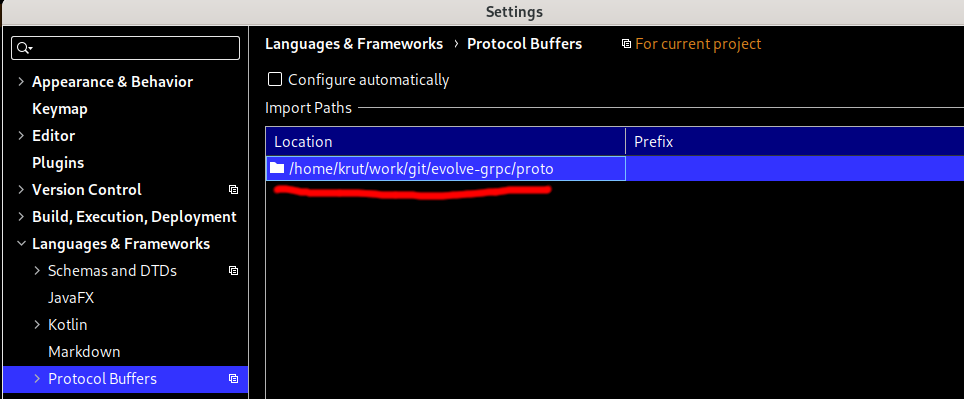 Settings
Languages & Frameworks › Protocol Buffers For current project
Appearance & Behavior
Keymap
Editor
Plugins
Version Control
Build, Execution, Deployment
Languages & Frameworks
Schemas and DTDs
JavaFX
Kotlin
Markdown
Protocol Buffers
Configure automatically
Import Paths
Location Prefix
/home/krut/work/git/evolve-grpc/proto